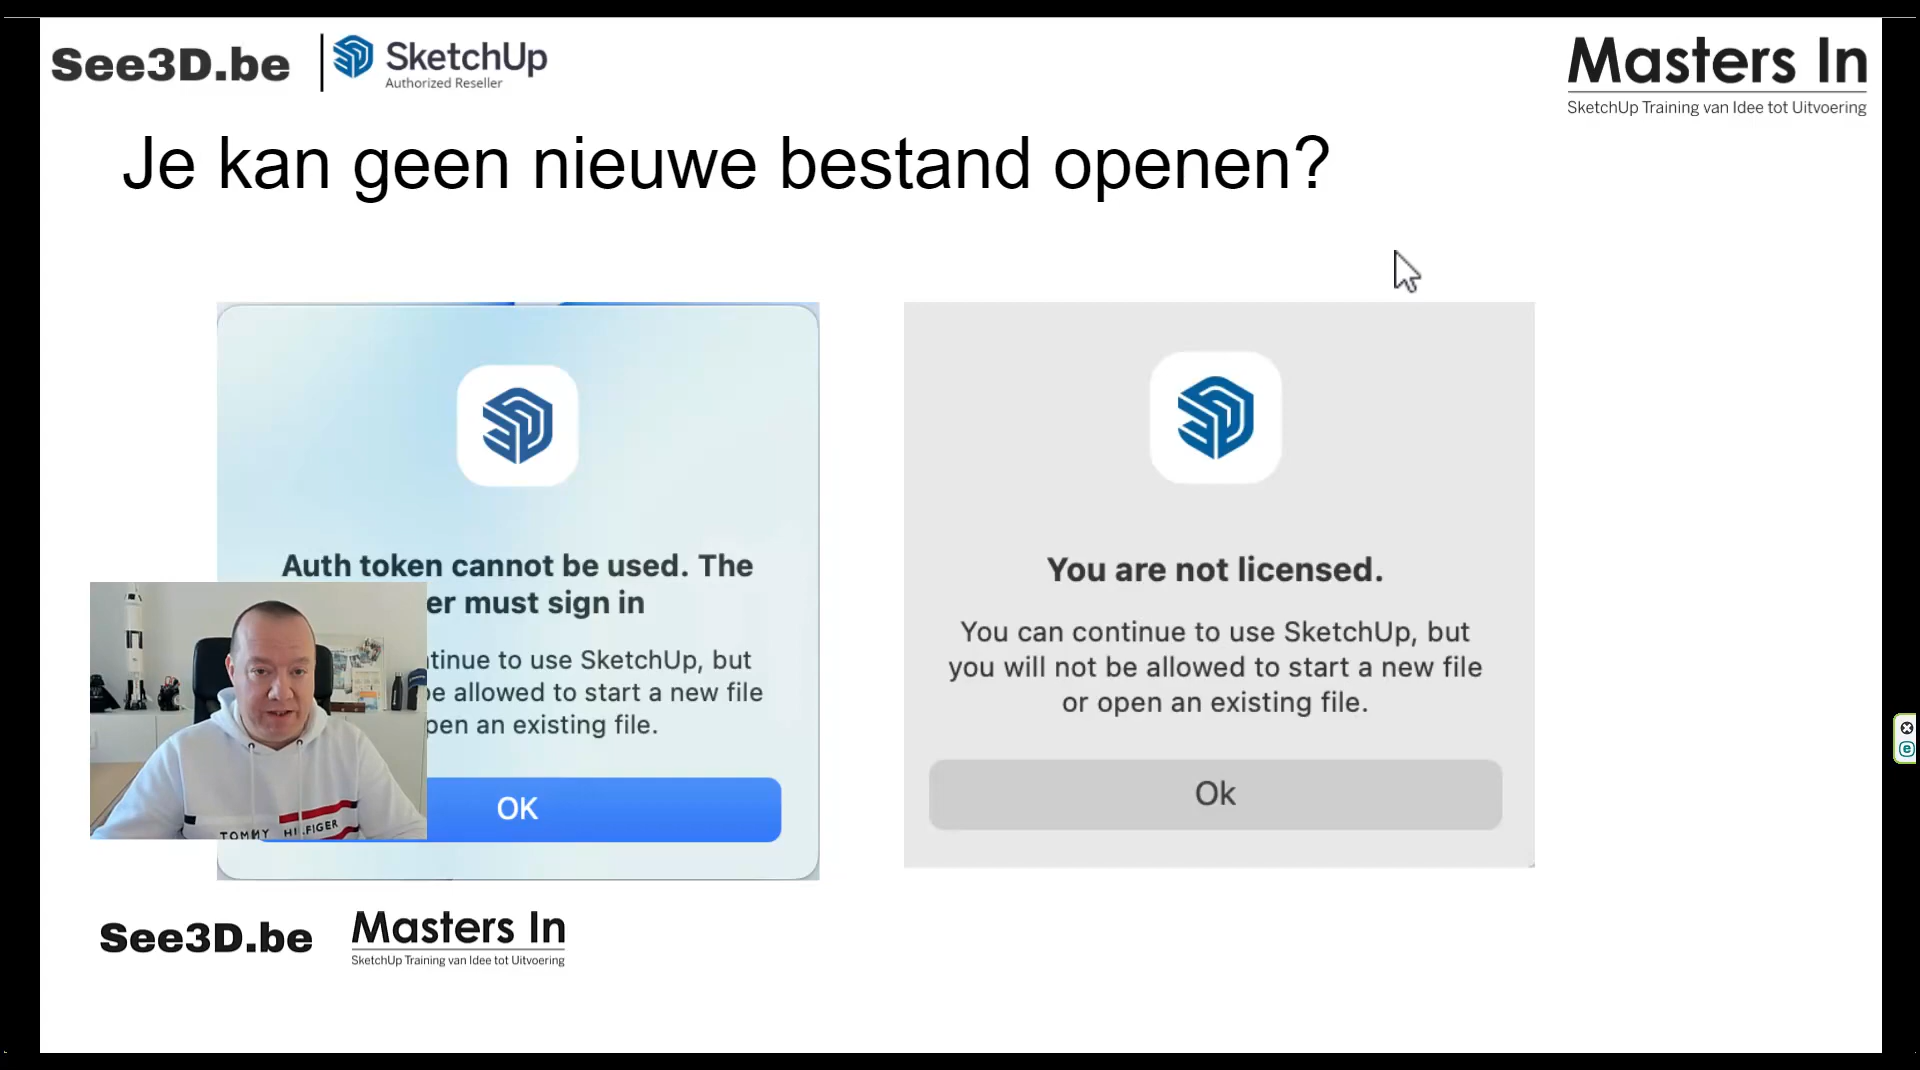 See3D.be
SketchUp
Authorized Reseller
Masters In
SketchUp Training van Idee tot Uitvoering
Je kan geen nieuwe bestand openen?
Auth token cannot be used. The
er must sign in
tinue to use SketchUp, but
be allowed to start a new file
pen an existing file.
OK
You are not licensed.
You can continue to use SketchUp, but
you will not be allowed to start a new file
or open an existing file.
Ok
TOMMY HILFIGER
See3D.be
Masters In
SketchUp Training van Idee tot Uitvoering